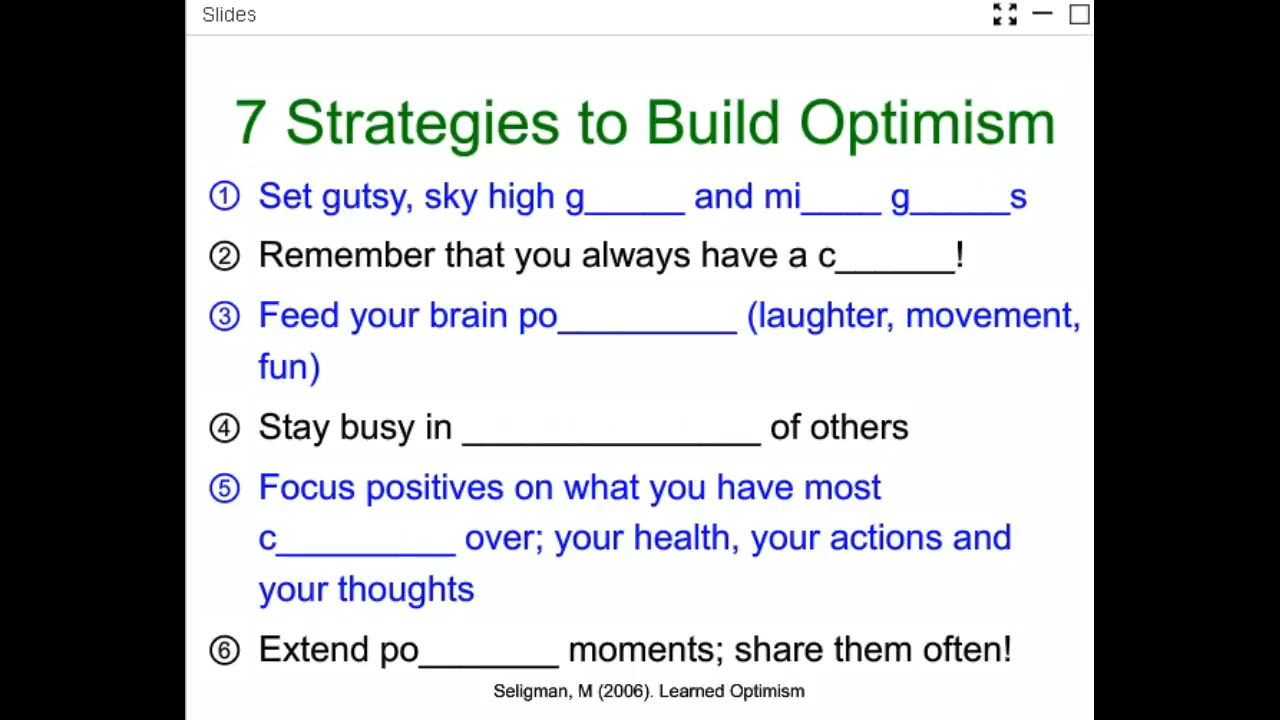 Slides
7 Strategies to Build Optimism
① Set gutsy, sky high g_____ and mi____ g_____s
② Remember that you always have a c______!
③ Feed your brain po_________ (laughter, movement,
fun)
④ Stay busy in _______________ of others
⑤ Focus positives on what you have most
c_________ over; your health, your actions and
your thoughts
⑥ Extend po_______ moments; share them often!
Seligman, M (2006). Learned Optimism